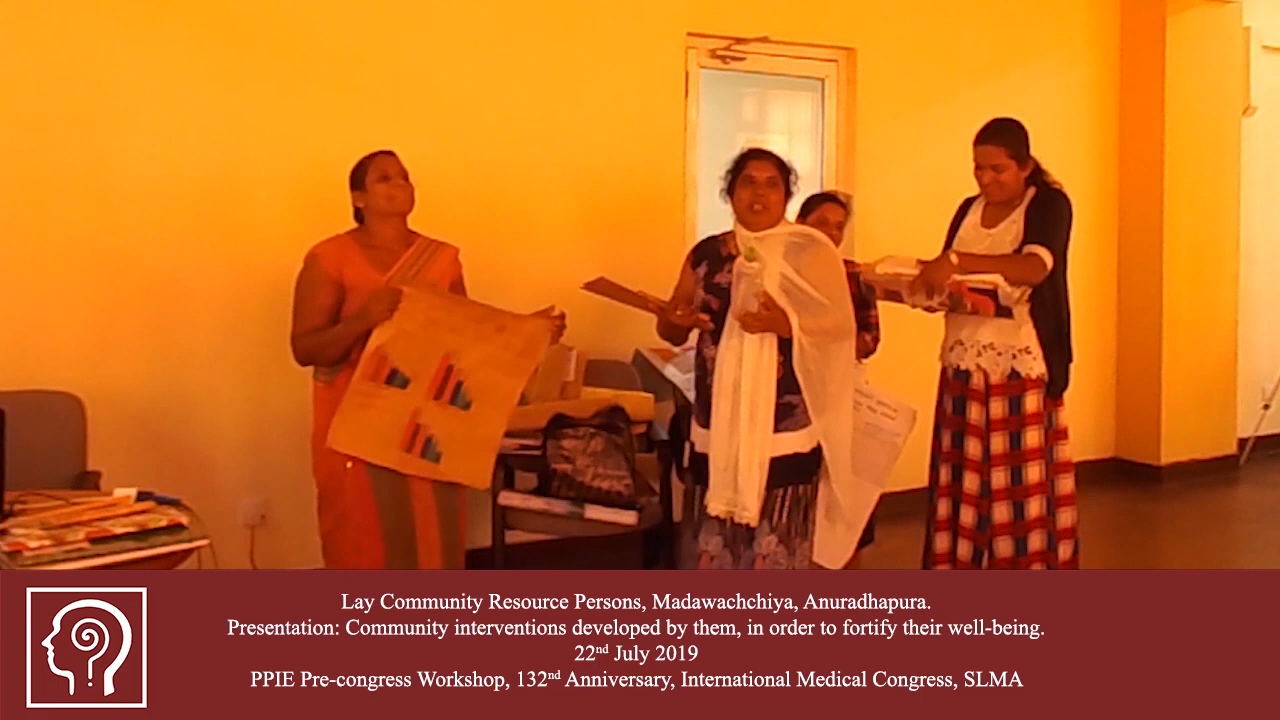 Lay Community Resource Persons, Madawachchiya, Anuradhapura.
Presentation: Community interventions developed by them, in order to fortify their well-being.
22nd July 2019
PPIE Pre-congress Workshop, 132nd Anniversary, International Medical Congress, SLMA